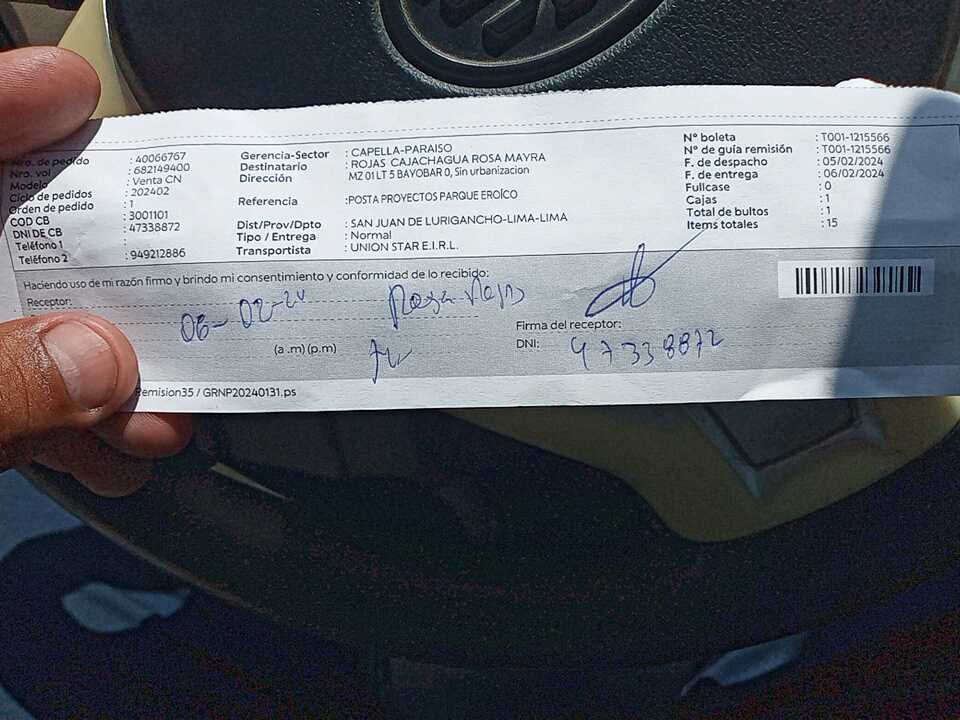 Nro. de pedido : 40066767
Nro. vol : 682149400
Modelo : Venta CN
Ciclo de pedidos : 202402
Orden de pedido : 1
COD CB : 3001101
DNI DE CB : 47338872
Teléfono 1 :
Teléfono 2 : 949212886
Gerencia-Sector : CAPELLA-PARAISO
Destinatario : ROJAS CAJACHAGUA ROSA MAYRA
Dirección : MZ 01 LT 5 BAYOBAR 0, Sin urbanizacion
Referencia : POSTA PROYECTOS PARQUE EROÍCO
Dist/Prov/Dpto : SAN JUAN DE LURIGANCHO-LIMA-LIMA
Tipo / Entrega : Normal
Transportista : UNION STAR E.I.R.L.
N° boleta : T001-1215566
N° de guía remisión : T001-1215566
F. de despacho : 05/02/2024
F. de entrega : 06/02/2024
Fullcase : 0
Cajas : 1
Total de bultos : 1
Items totales : 15
Haciendo uso de mi razón firmo y brindo mi consentimiento y conformidad de lo recibido:
Receptor:
06-02-24
(a .m) (p.m)
Firma del receptor:
DNI: 47338872
Remision35 / GRNP20240131.ps